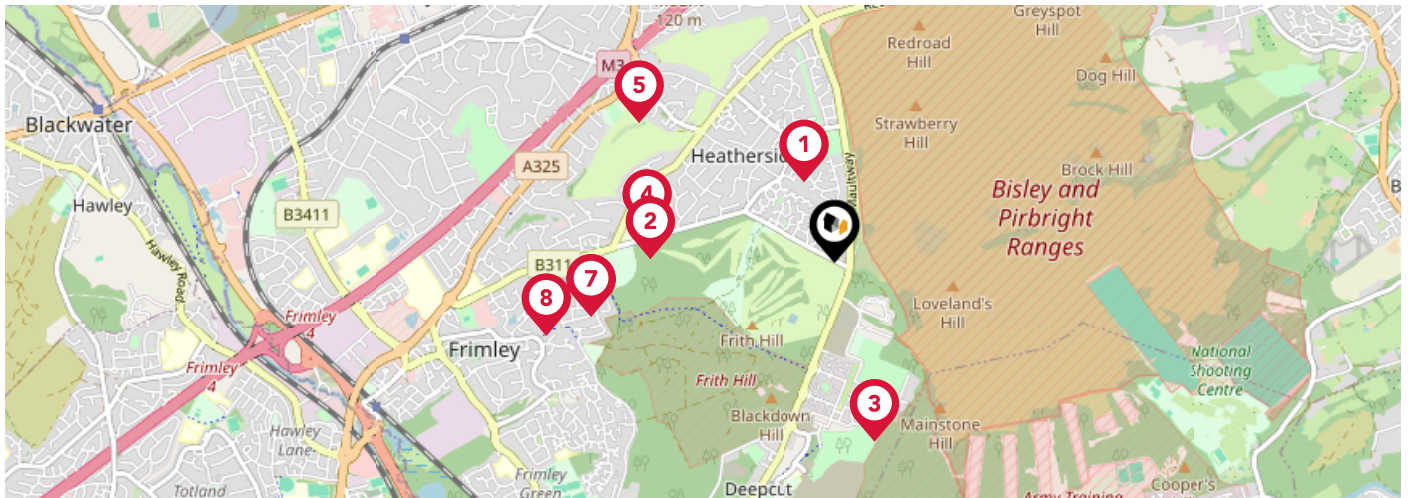 Greyspot
Hill
120 m
Redroad
Hill
M3
Dog Hill
5
Blackwater
Strawberry
Hill
1
A325
Heatherside
Brock Hill
4
Bisley and
Pirbright
Ranges
Hawley
B3411
2
Hawley Road
B311
7
8
Loveland's
Hill
Frimley
4
Frith Hill
Frimley
National
Shooting
Centre
Frimley
4
Frith Hill
3
Blackdown
Hill
Mainstone
Hill
Hawley
Lane
Frimley
Green
Cooper's
Totland
Deepcut
Army Training